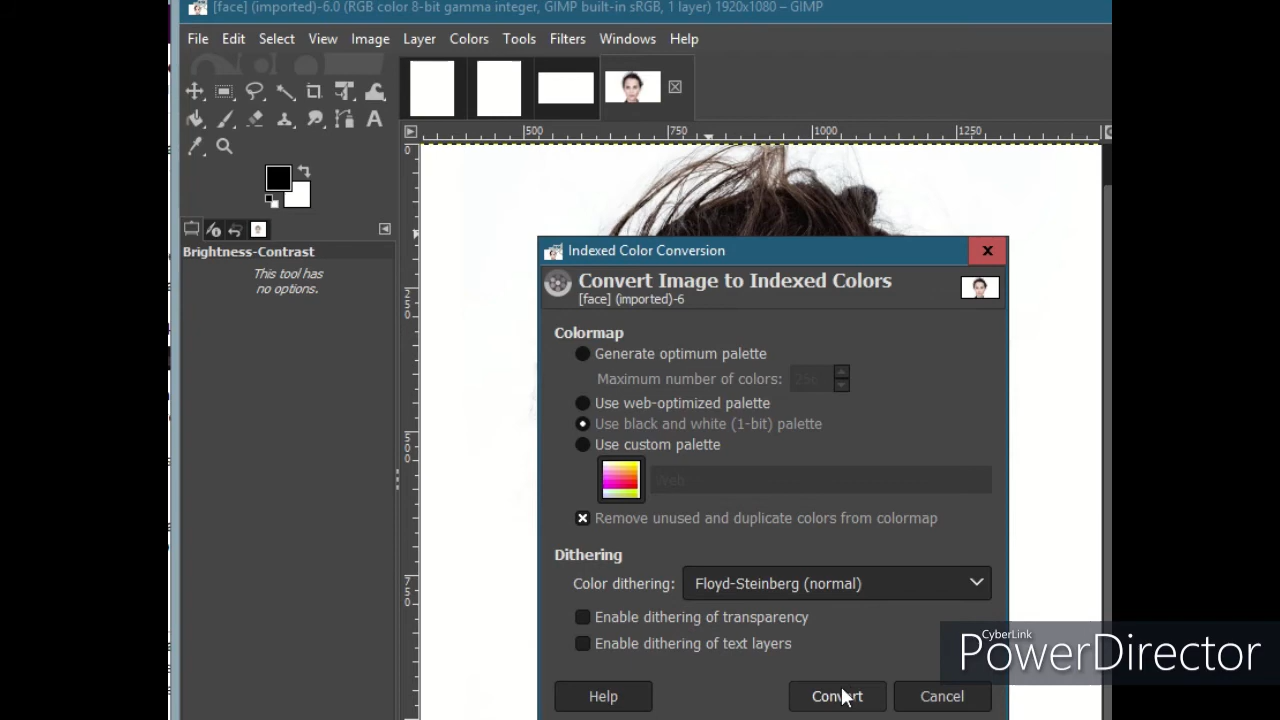 [face] (imported)-6.0 (RGB color 8-bit gamma integer, GIMP built-in sRGB, 1 layer) 1920x1080 – GIMP
File Edit Select View Image Layer Colors Tools Filters Windows Help
500 750 1000 1250
0
Brightness-Contrast
This tool has
no options.
250
500
750
Indexed Color Conversion
Convert Image to Indexed Colors
[face] (imported)-6
Colormap
Generate optimum palette
Maximum number of colors:
Use web-optimized palette
Use black and white (1-bit) palette
Use custom palette
Web
Remove unused and duplicate colors from colormap
Dithering
Color dithering: Floyd-Steinberg (normal)
Enable dithering of transparency
Enable dithering of text layers
Help Convert Cancel
CyberLink
PowerDirector